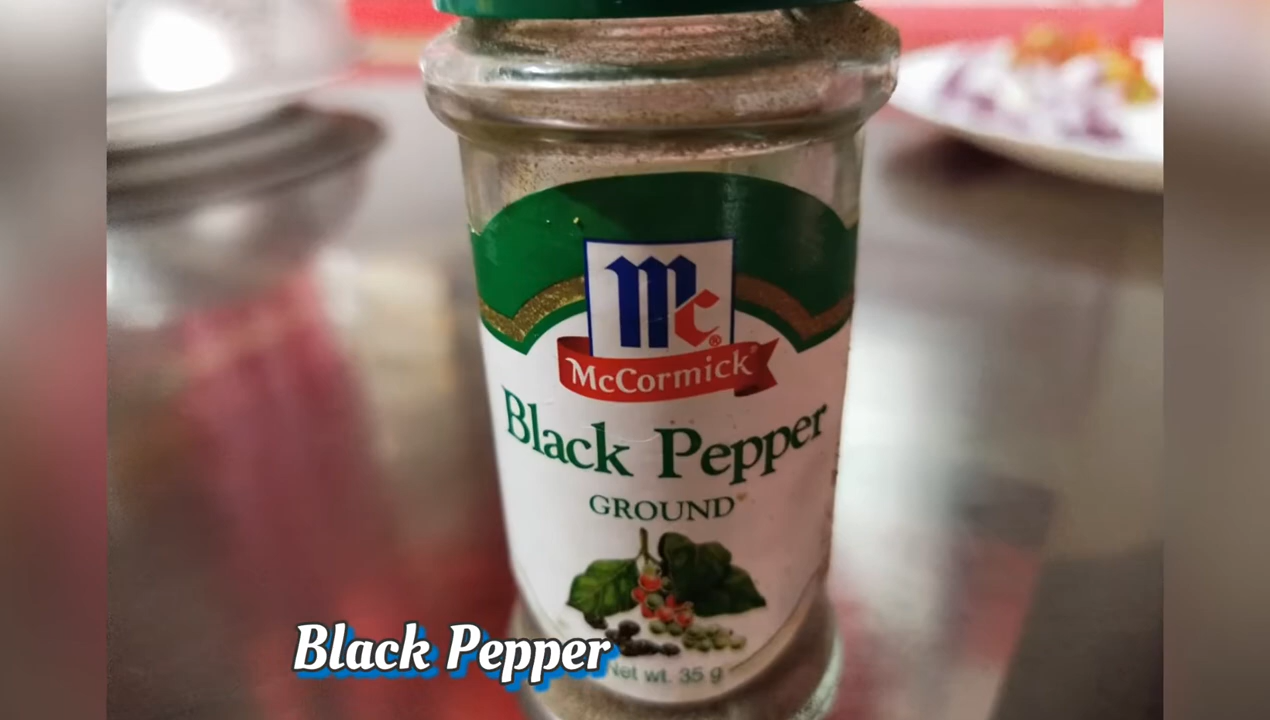 Mc®
McCormick®
Black Pepper
GROUND
Black Pepper
Net wt. 35 g